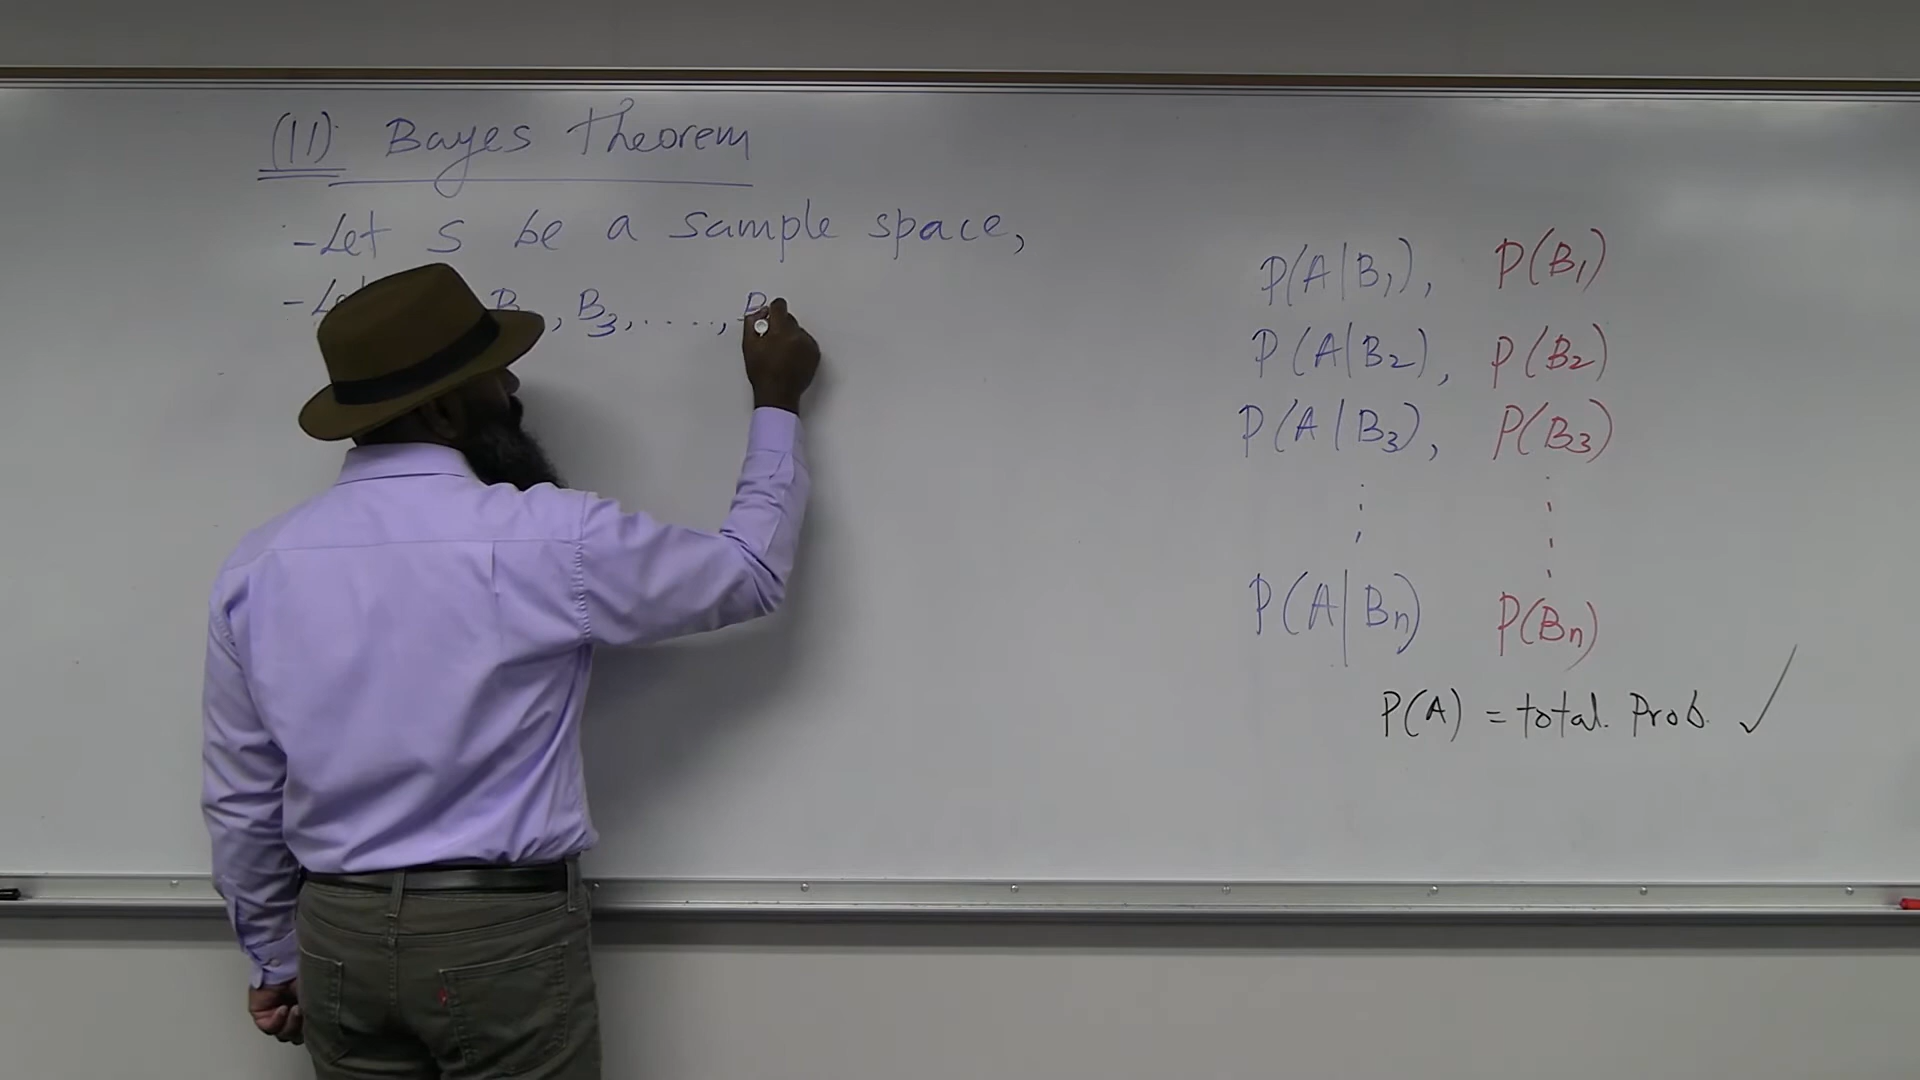 (11) Bayes Theorem
- Let S be a sample space,
- Let B , B3, ....., B
P(A|B1), P(B1)
P(A|B2), P(B2)
P(A|B3), P(B3)
P(A|Bn) P(Bn)
P(A) = total. Prob. ✓